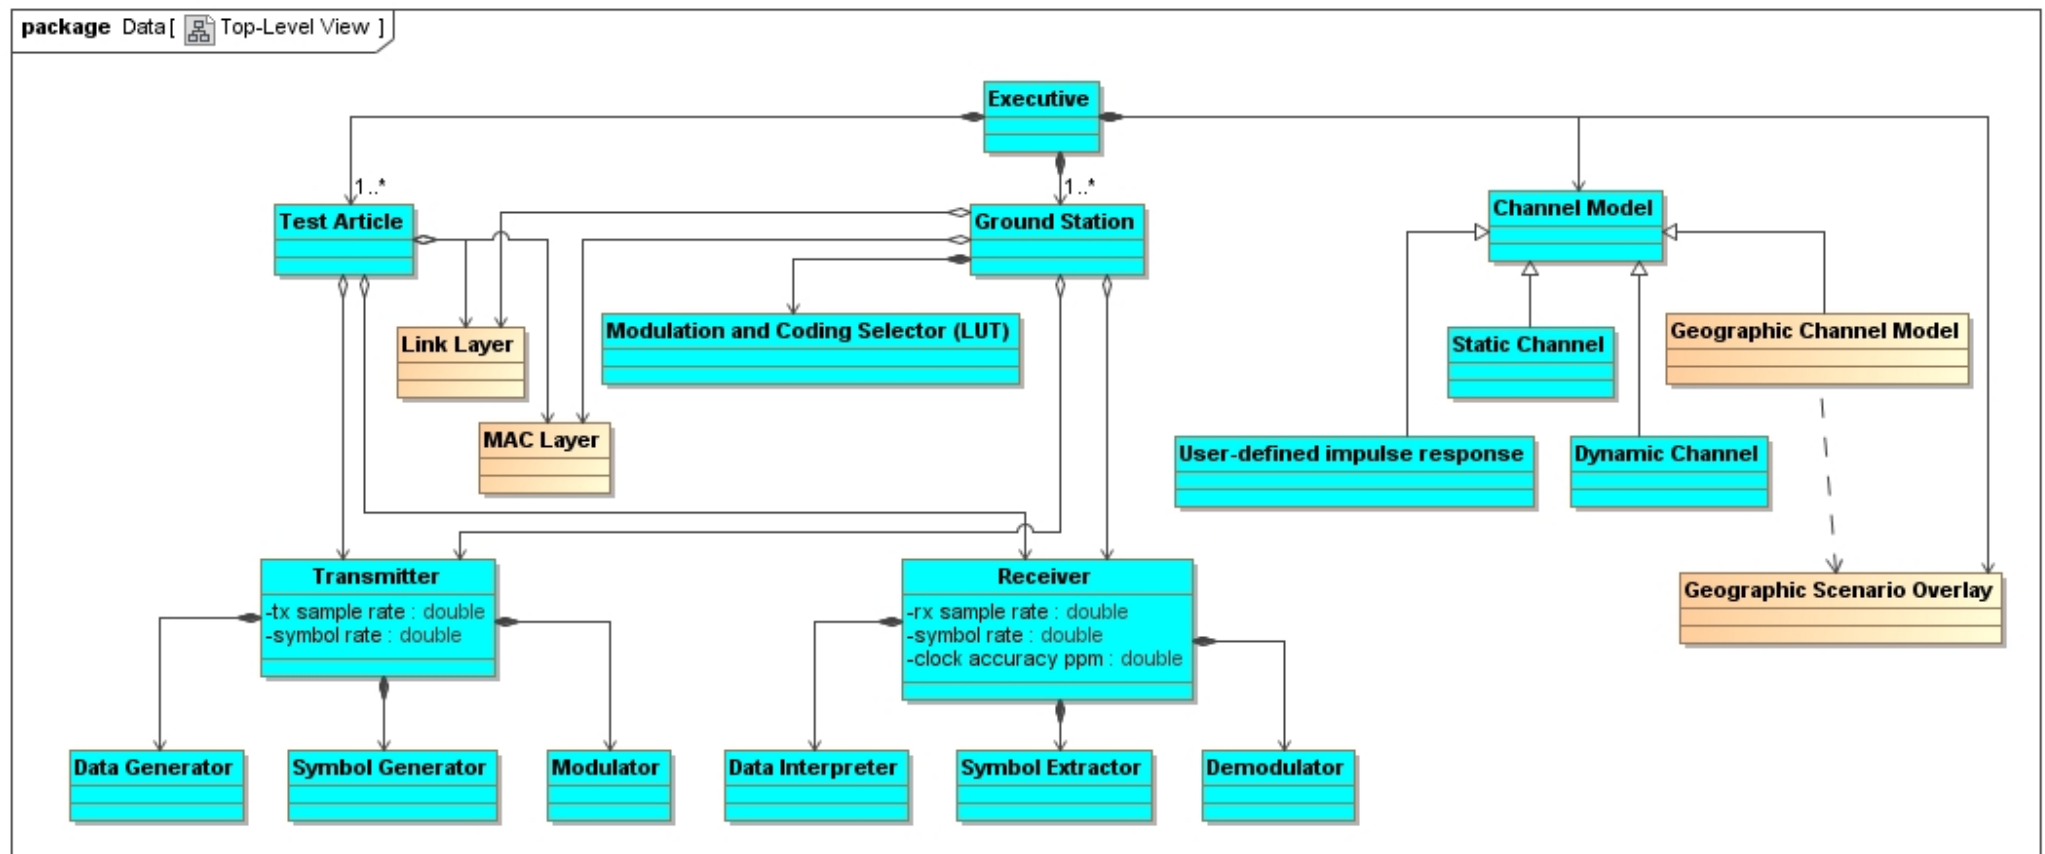 package Data [ Top-Level View ]
Executive
1..*
1..*
Test Article
Ground Station
Channel Model
Link Layer
Modulation and Coding Selector (LUT)
Static Channel
Geographic Channel Model
MAC Layer
User-defined impulse response
Dynamic Channel
Transmitter
-tx sample rate : double
-symbol rate : double
Receiver
-rx sample rate : double
-symbol rate : double
-clock accuracy ppm : double
Geographic Scenario Overlay
Data Generator
Symbol Generator
Modulator
Data Interpreter
Symbol Extractor
Demodulator